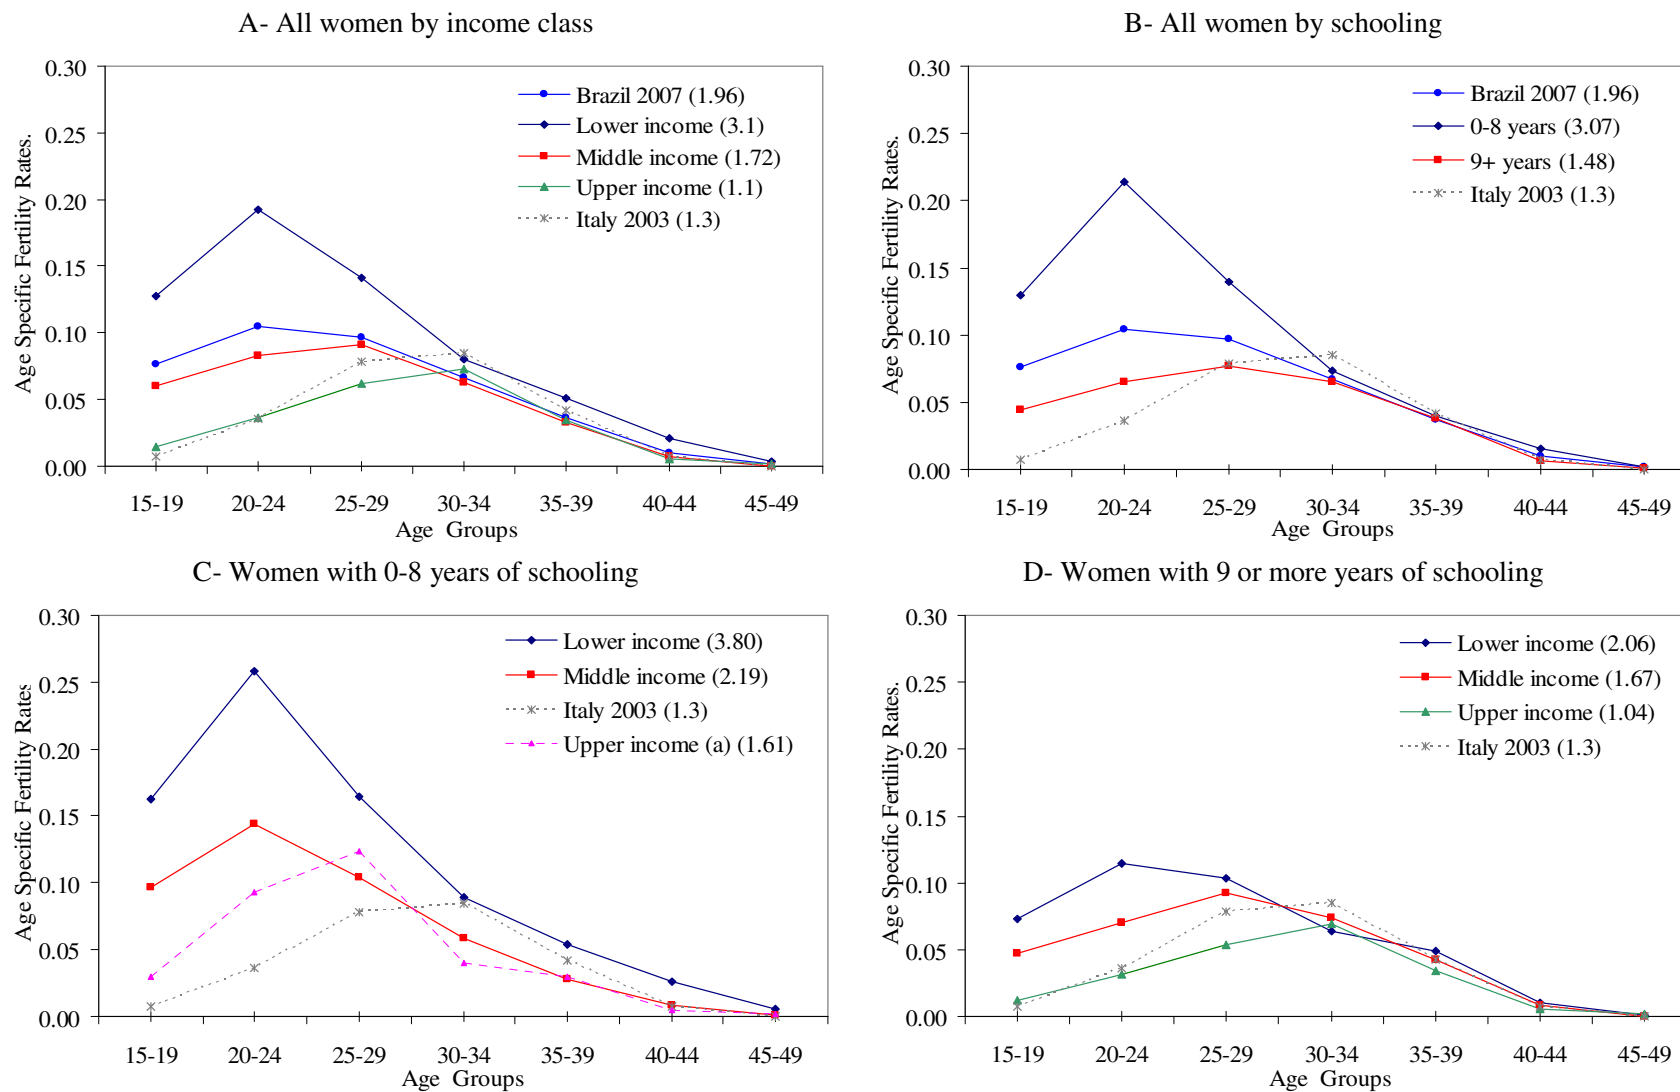 A- All women by income class
Age Specific Fertility Rates.
0.30
0.25
0.20
0.15
0.10
0.05
0.00
Brazil 2007 (1.96)
Lower income (3.1)
Middle income (1.72)
Upper income (1.1)
Italy 2003 (1.3)
15-19 20-24 25-29 30-34 35-39 40-44 45-49
Age Groups
B- All women by schooling
Age Specific Fertility Rates.
0.30
0.25
0.20
0.15
0.10
0.05
0.00
Brazil 2007 (1.96)
0-8 years (3.07)
9+ years (1.48)
Italy 2003 (1.3)
15-19 20-24 25-29 30-34 35-39 40-44 45-49
Age Groups
C- Women with 0-8 years of schooling
Age Specific Fertility Rates
0.30
0.25
0.20
0.15
0.10
0.05
0.00
Lower income (3.80)
Middle income (2.19)
Italy 2003 (1.3)
Upper income (a) (1.61)
15-19 20-24 25-29 30-34 35-39 40-44 45-49
Age Groups
D- Women with 9 or more years of schooling
Age Specific Fertility Rates.
0.30
0.25
0.20
0.15
0.10
0.05
0.00
Lower income (2.06)
Middle income (1.67)
Upper income (1.04)
Italy 2003 (1.3)
15-19 20-24 25-29 30-34 35-39 40-44 45-49
Age Groups